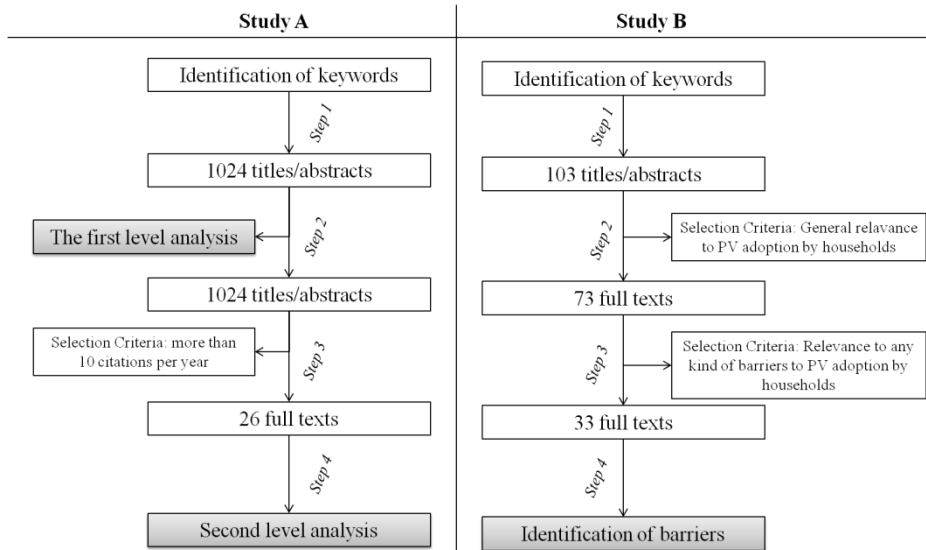 Study A
Identification of keywords
Step 1
1024 titles/abstracts
Step 2
The first level analysis
1024 titles/abstracts
Selection Criteria: more than
10 citations per year
Step 3
26 full texts
Step 4
Second level analysis
Study B
Identification of keywords
Step 1
103 titles/abstracts
Step 2
Selection Criteria: General relavance
to PV adoption by households
73 full texts
Step 3
Selection Criteria: Relevance to any
kind of barriers to PV adoption by
households
33 full texts
Step 4
Identification of barriers